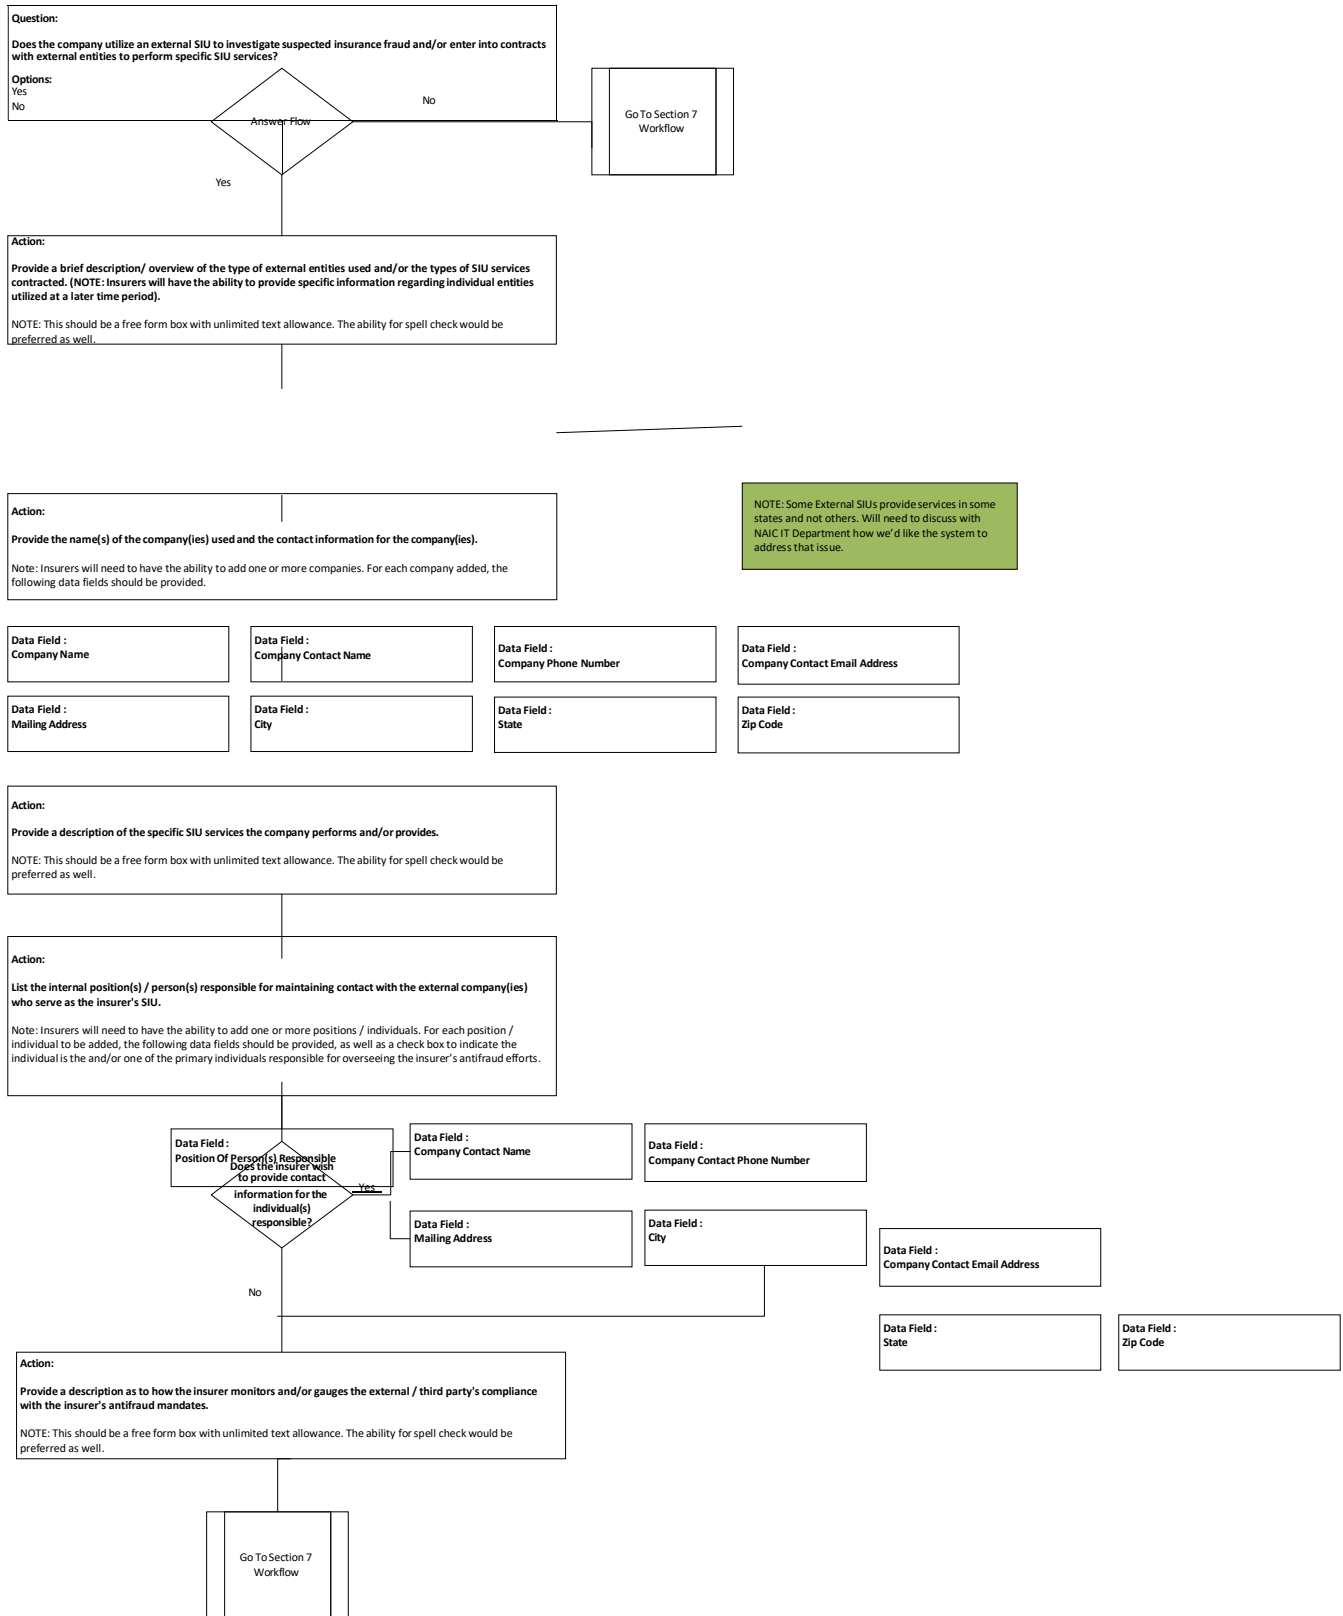 Question:
Does the company utilize an external SIU to investigate suspected insurance fraud and/or enter into contracts
with external entities to perform specific SIU services?
Options:
Yes
No
Answer Flow
No
Go To Section 7
Workflow
Yes
Action:
Provide a brief description/ overview of the type of external entities used and/or the types of SIU services
contracted. (NOTE: Insurers will have the ability to provide specific information regarding individual entities
utilized at a later time period).
NOTE: This should be a free form box with unlimited text allowance. The ability for spell check would be
preferred as well.
Action:
Provide the name(s) of the company(ies) used and the contact information for the company(ies).
Note: Insurers will need to have the ability to add one or more companies. For each company added, the
following data fields should be provided.
NOTE: Some External SIUs provide services in some
states and not others. Will need to discuss with
NAIC IT Department how we'd like the system to
address that issue.
Data Field :
Company Name
Data Field :
Company Contact Name
Data Field :
Company Phone Number
Data Field :
Company Contact Email Address
Data Field :
Mailing Address
Data Field :
City
Data Field :
State
Data Field :
Zip Code
Action:
Provide a description of the specific SIU services the company performs and/or provides.
NOTE: This should be a free form box with unlimited text allowance. The ability for spell check would be
preferred as well.
Action:
List the internal position(s) / person(s) responsible for maintaining contact with the external company(ies)
who serve as the insurer's SIU.
Note: Insurers will need to have the ability to add one or more positions / individuals. For each position /
individual to be added, the following data fields should be provided, as well as a check box to indicate the
individual is the and/or one of the primary individuals responsible for overseeing the insurer's antifraud efforts.
Data Field :
Position Of Person(s) Responsible
Does the insurer wish
to provide contact
information for the
individual(s)
responsible?
Yes
Data Field :
Company Contact Name
Data Field :
Company Contact Phone Number
Data Field :
Mailing Address
Data Field :
City
Data Field :
Company Contact Email Address
No
Data Field :
State
Data Field :
Zip Code
Action:
Provide a description as to how the insurer monitors and/or gauges the external / third party's compliance
with the insurer's antifraud mandates.
NOTE: This should be a free form box with unlimited text allowance. The ability for spell check would be
preferred as well.
Go To Section 7
Workflow